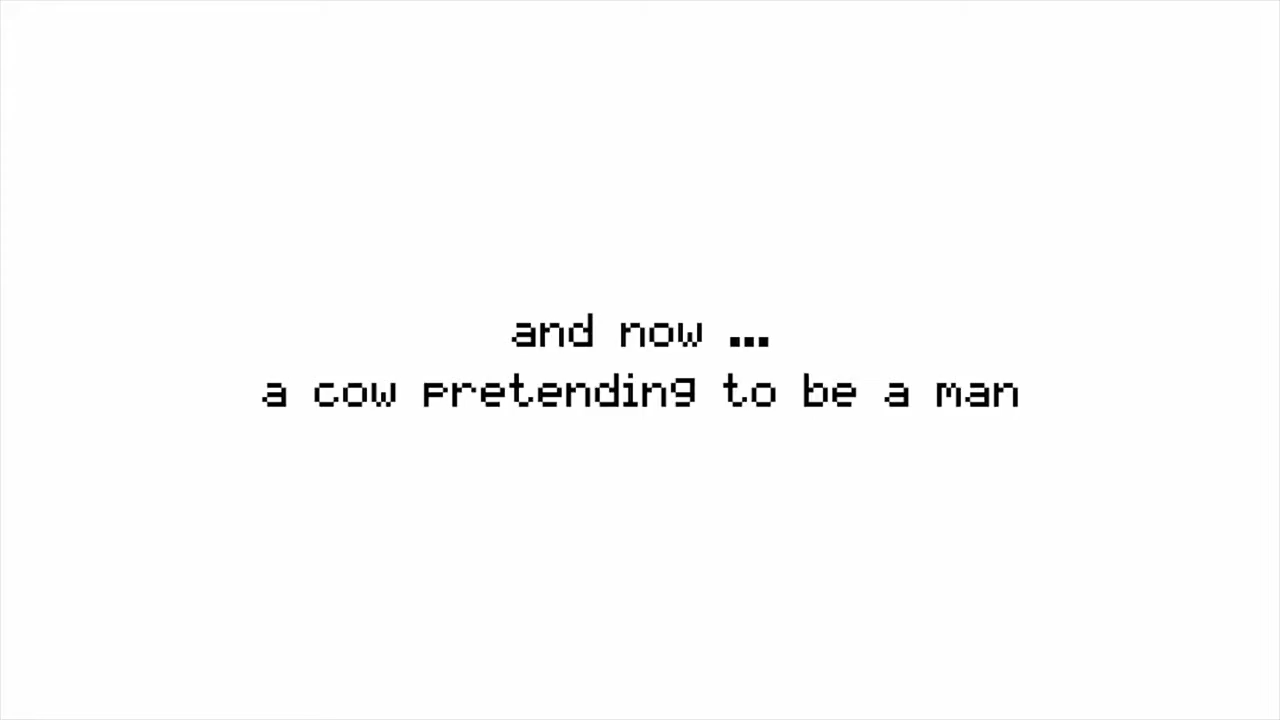 and now ...
a cow pretending to be a man